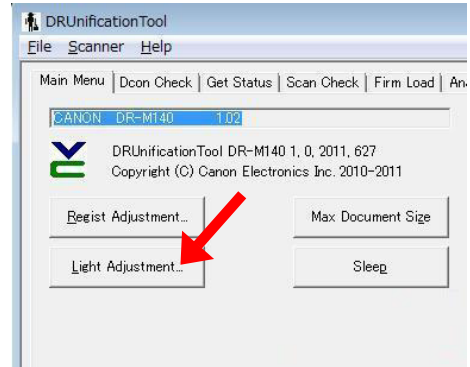 DRUnificationTool
File Scanner Help
Main Menu Dcon Check Get Status Scan Check Firm Load
CANON DR-M140 1.02
DRUnificationTool DR-M140 1, 0, 2011, 627
Copyright (C) Canon Electronics Inc. 2010-2011
Regist Adjustment... Max Document Size
Light Adjustment... Sleep